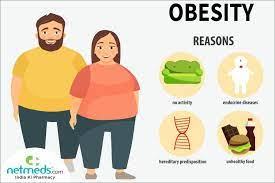 OBESITY
REASONS
no activity
endocrine diseases
hereditary predisposition
unhealthy food
netmeds.com
India Ki Pharmacy